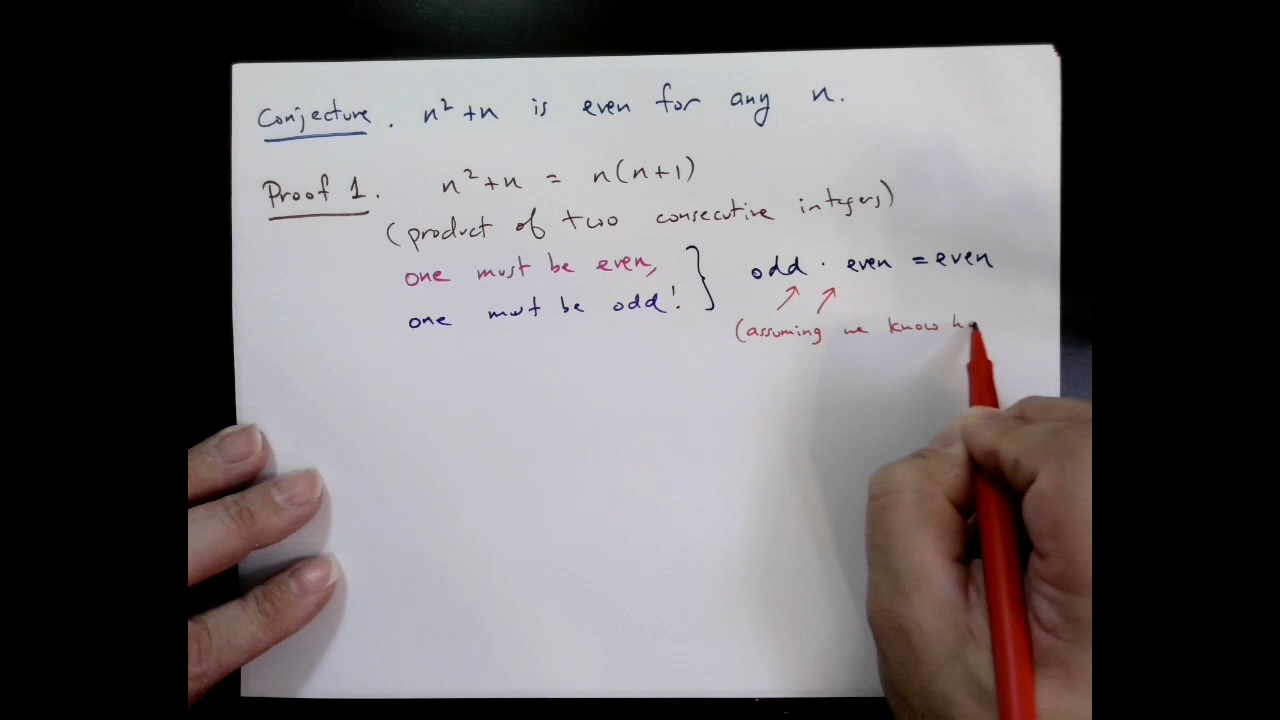 Conjecture. n² + n is even for any n.
Proof 1. n² + n = n(n+1)
(product of two consecutive integers)
one must be even, } odd · even = even
one must be odd!
(assuming we know